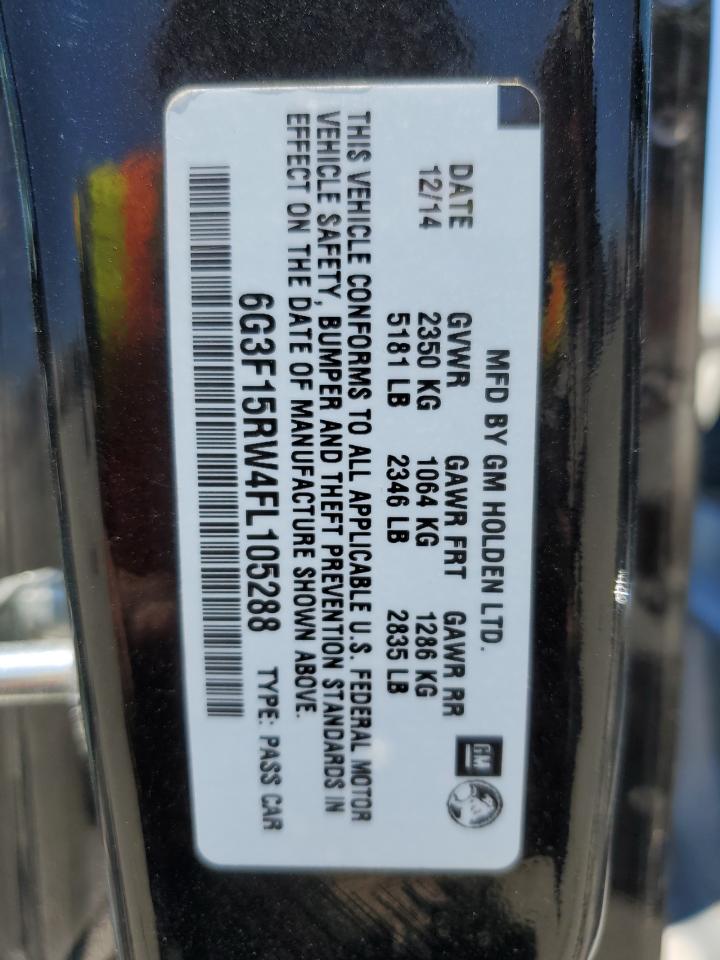 MFD BY GM HOLDEN LTD.
GM
DATE GVWR GAWR FRT GAWR RR
12/14 2350 KG 1064 KG 1286 KG
5181 LB 2346 LB 2835 LB
THIS VEHICLE CONFORMS TO ALL APPLICABLE U.S. FEDERAL MOTOR
VEHICLE SAFETY, BUMPER AND THEFT PREVENTION STANDARDS IN
EFFECT ON THE DATE OF MANUFACTURE SHOWN ABOVE.
6G3F15RW4FL105288 TYPE: PASS CAR